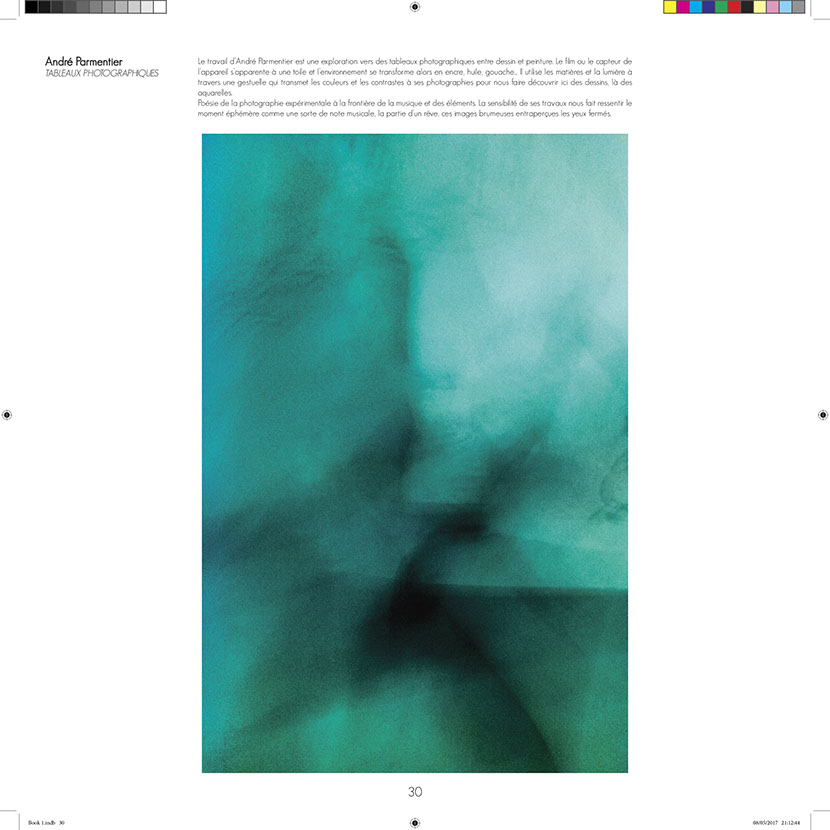 André Parmentier
TABLEAUX PHOTOGRAPHIQUES
Le travail d'André Parmentier est une exploration vers des tableaux photographiques entre dessin et peinture. Le film ou le capteur de
l'appareil s'apparente à une toile et l'environnement se transforme alors en encre, huile, gouache... Il utilise les matières et la lumière à
travers une gestuelle qui transmet les couleurs et les contrastes à ses photographies pour nous faire découvrir ici des dessins, là des
aquarelles.
Poésie de la photographie expérimentale à la frontière de la musique et des éléments. La sensibilité de ses travaux nous fait ressentir le
moment éphémère comme une sorte de note musicale, la partie d'un rêve, ces images brumeuses entraperçues les yeux fermés.
30
Book 1.indb 30
08/05/2017 21:12:44